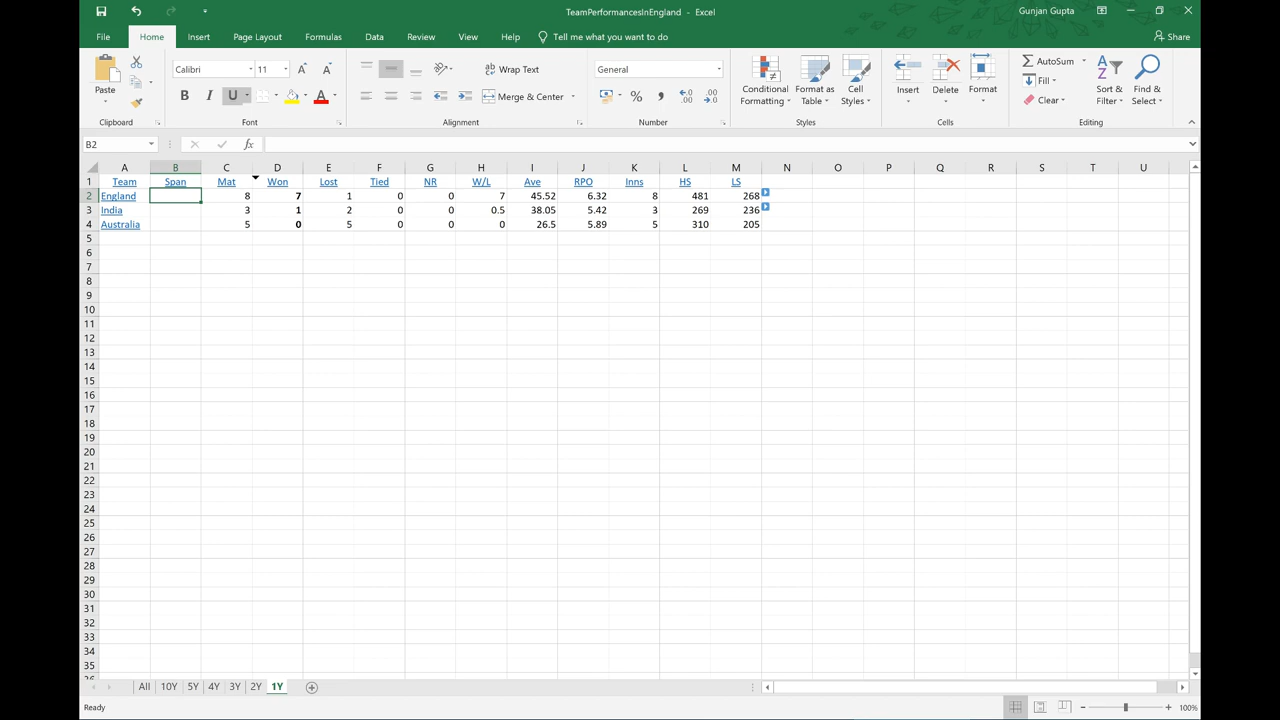 TeamPerformancesInEngland - Excel
Gunjan Gupta
File Home Insert Page Layout Formulas Data Review View Help Tell me what you want to do Share
Paste
Calibri 11 A A
B I U A
Wrap Text
Merge & Center
General
% ,
Conditional Formatting
Format as Table
Cell Styles
Insert Delete Format
AutoSum
Fill
Clear
Sort & Filter
Find & Select
Clipboard Font Alignment Number Styles Cells Editing
B2 fx
A B C D E F G H I J K L M N O P Q R S T U
1 Team Span Mat Won Lost Tied NR W/L Ave RPO Inns HS LS
2 England 8 7 1 0 0 7 45.52 6.32 8 481 268
3 India 3 1 2 0 0 0.5 38.05 5.42 3 269 236
4 Australia 5 0 5 0 0 0 26.5 5.89 5 310 205
5
6
7
8
9
10
11
12
13
14
15
16
17
18
19
20
21
22
23
24
25
26
27
28
29
30
31
32
33
34
35
36
All 10Y 5Y 4Y 3Y 2Y 1Y
Ready 100%